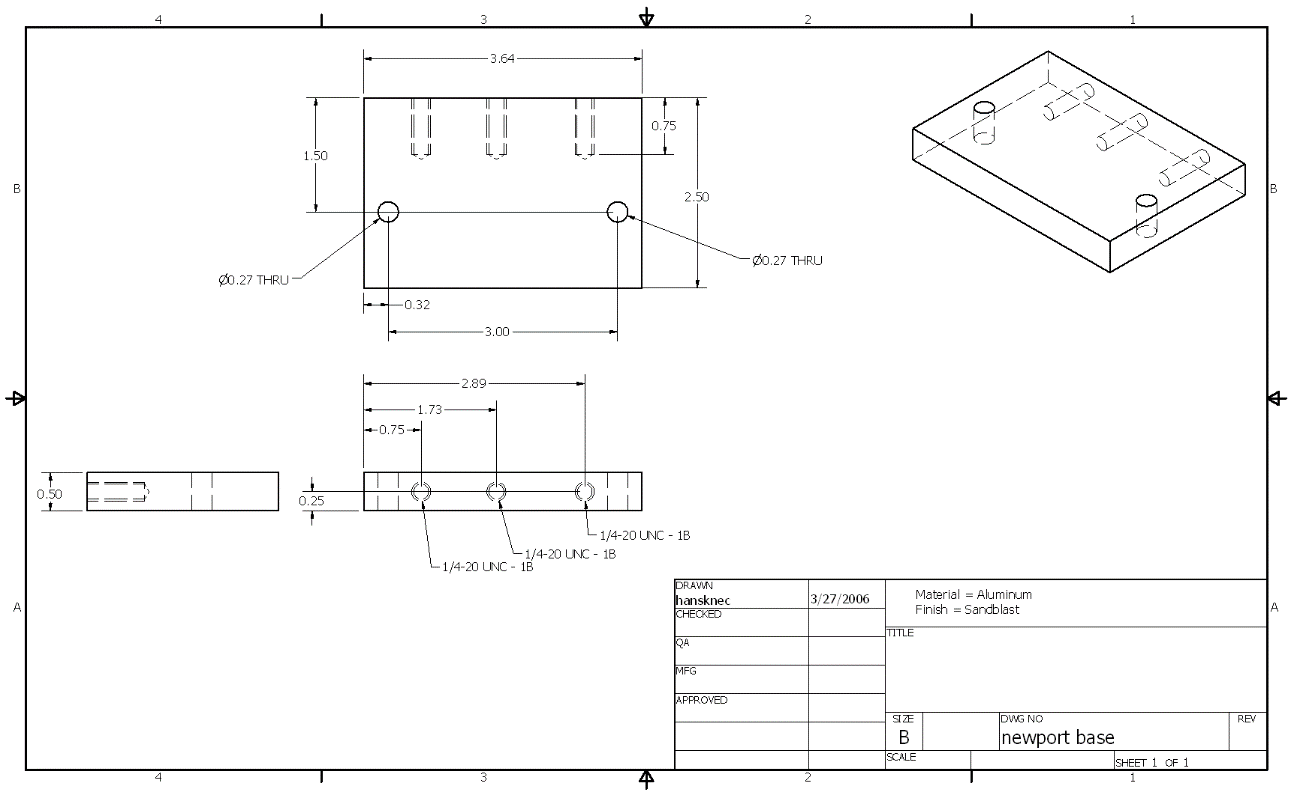 4 3 2 1
3.64
0.75
1.50
B B
2.50
Ø0.27 THRU
Ø0.27 THRU
0.32
3.00
2.89
1.73
0.75
0.50
0.25
1/4-20 UNC - 1B
1/4-20 UNC - 1B
1/4-20 UNC - 1B
A A
DRAWN
hansknec 3/27/2006
Material = Aluminum
Finish = Sandblast
CHECKED
TITLE
QA
MFG
APPROVED
SIZE DWG NO REV
B newport base
SCALE
SHEET 1 OF 1
4 3 2 1